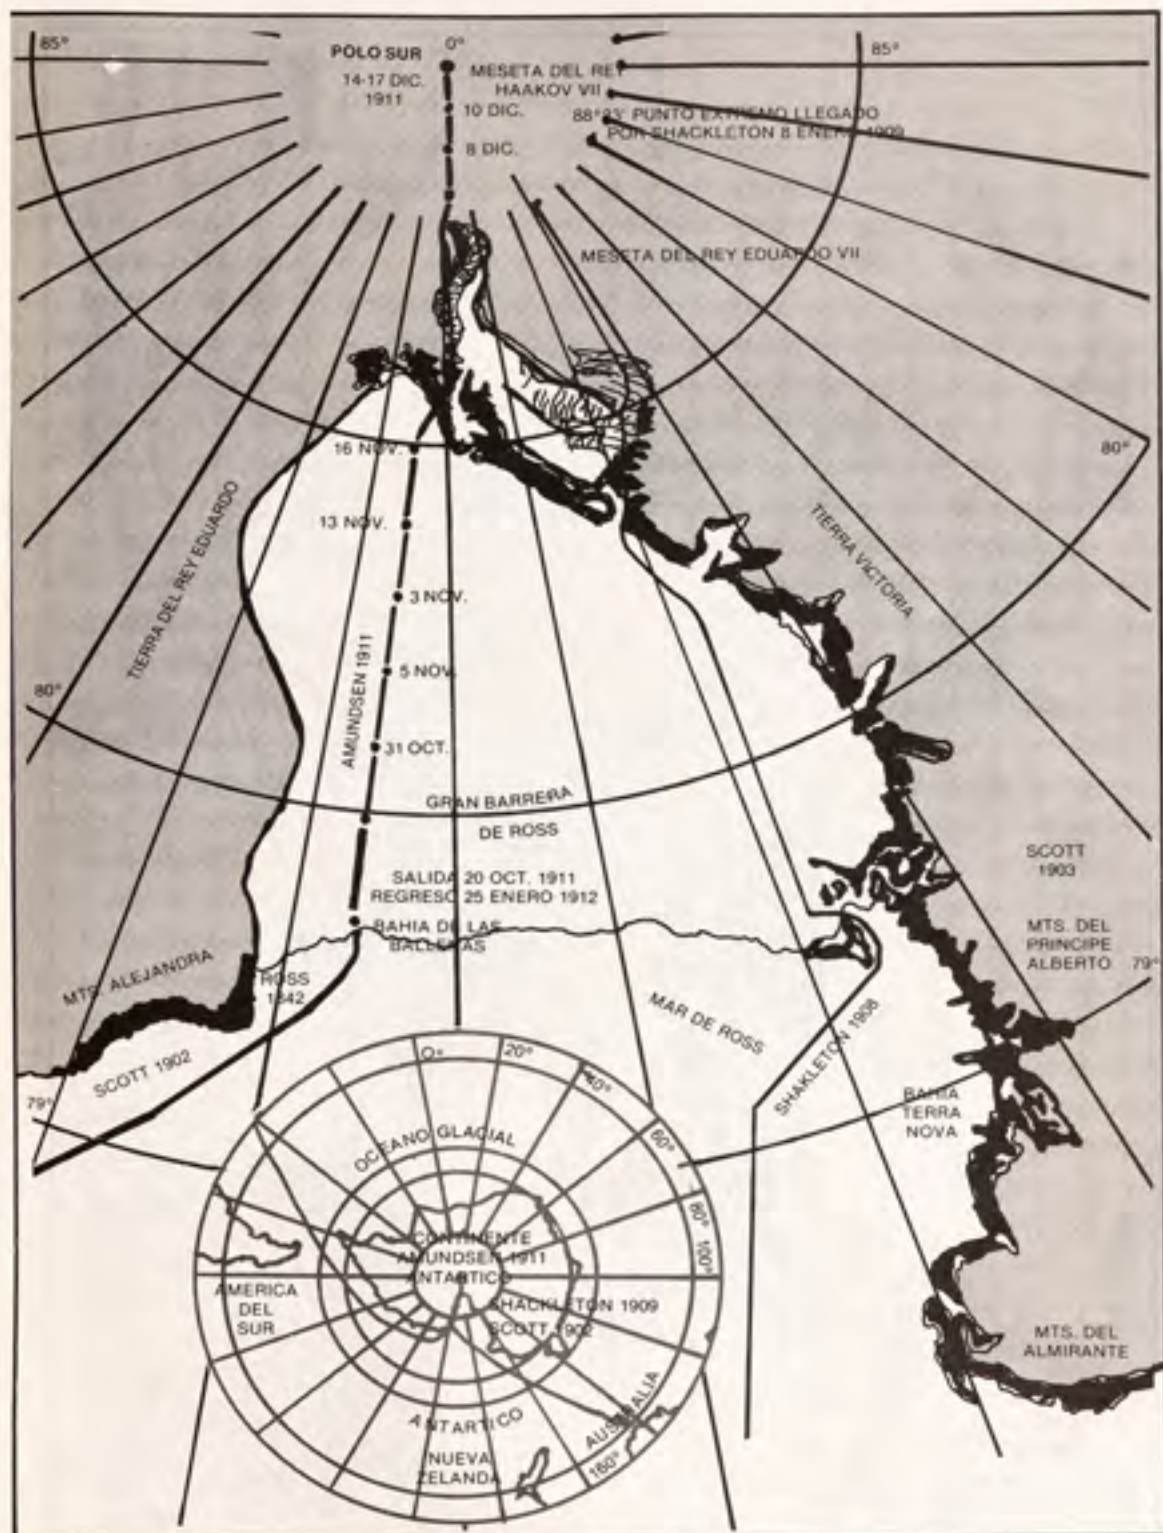 85°
POLO SUR
14-17 DIC.
1911
0°
MESETA DEL REY
HAAKOV VII
85°
10 DIC.
88°23' PUNTO EXTREMO LLEGADO
POR SHACKLETON 8 ENERO 1909
8 DIC.
MESETA DEL REY EDUARDO VII
80°
16 NOV.
13 NOV.
3 NOV.
5 NOV.
31 OCT.
TIERRA DEL REY EDUARDO
AMUNDSEN 1911
TIERRA VICTORIA
80°
GRAN BARRERA
DE ROSS
SALIDA 20 OCT. 1911
REGRESO 25 ENERO 1912
BAHIA DE LAS
BALLENAS
SCOTT
1903
MTS. DEL
PRINCIPE
ALBERTO
79°
MTS. ALEJANDRA
ROSS
1842
MAR DE ROSS
SHAKLETON 1908
SCOTT 1902
79°
BAHIA
TERRA
NOVA
0°
20°
40°
60°
80°
100°
OCEANO GLACIAL
CONTINENTE
AMUNDSEN 1911
ANTARTICO
AMERICA
DEL
SUR
SHACKLETON 1909
SCOTT 1902
ANTARTICO
AUSTRALIA
NUEVA
ZELANDA
160°
MTS. DEL
ALMIRANTE